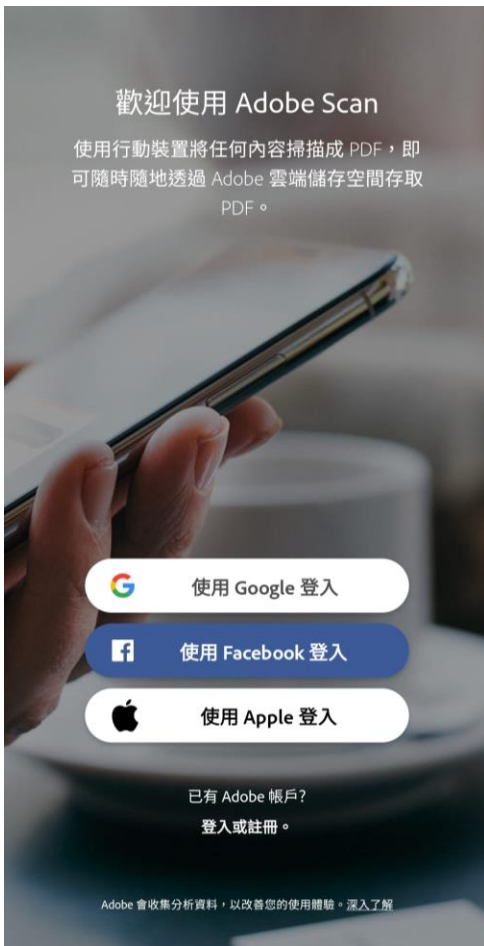 歡迎使用 Adobe Scan
使用行動裝置將任何內容掃描成 PDF，即
可隨時隨地透過 Adobe 雲端儲存空間存取
PDF。
使用 Google 登入
使用 Facebook 登入
使用 Apple 登入
已有 Adobe 帳戶?
登入或註冊。
Adobe 會收集分析資料，以改善您的使用體驗。深入了解